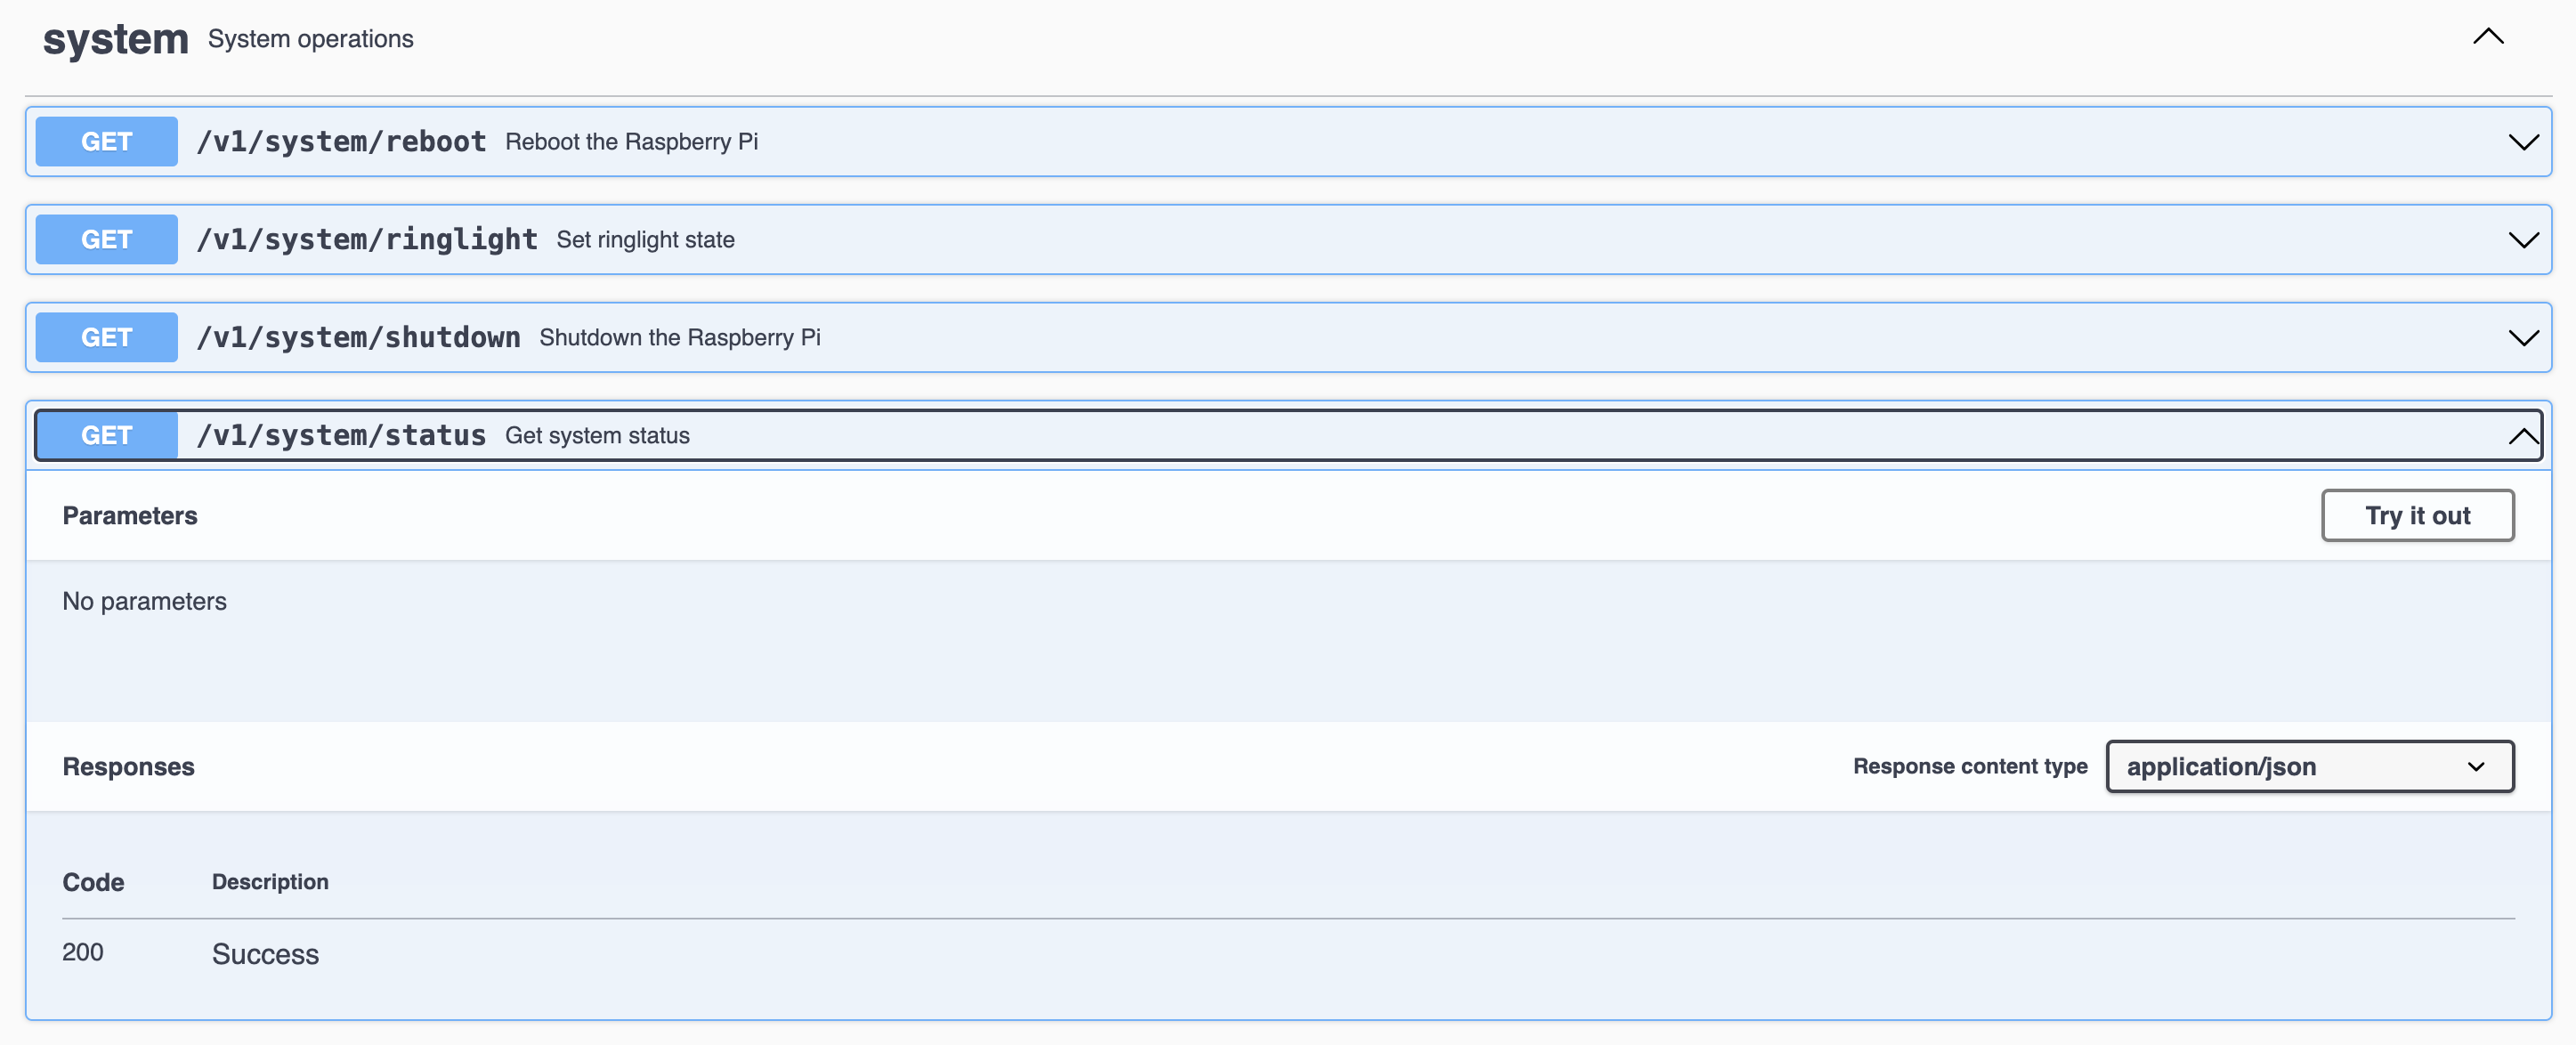 system System operations
GET /v1/system/reboot Reboot the Raspberry Pi
GET /v1/system/ringlight Set ringlight state
GET /v1/system/shutdown Shutdown the Raspberry Pi
GET /v1/system/status Get system status
Parameters Try it out
No parameters
Responses Response content type application/json
Code Description
200 Success